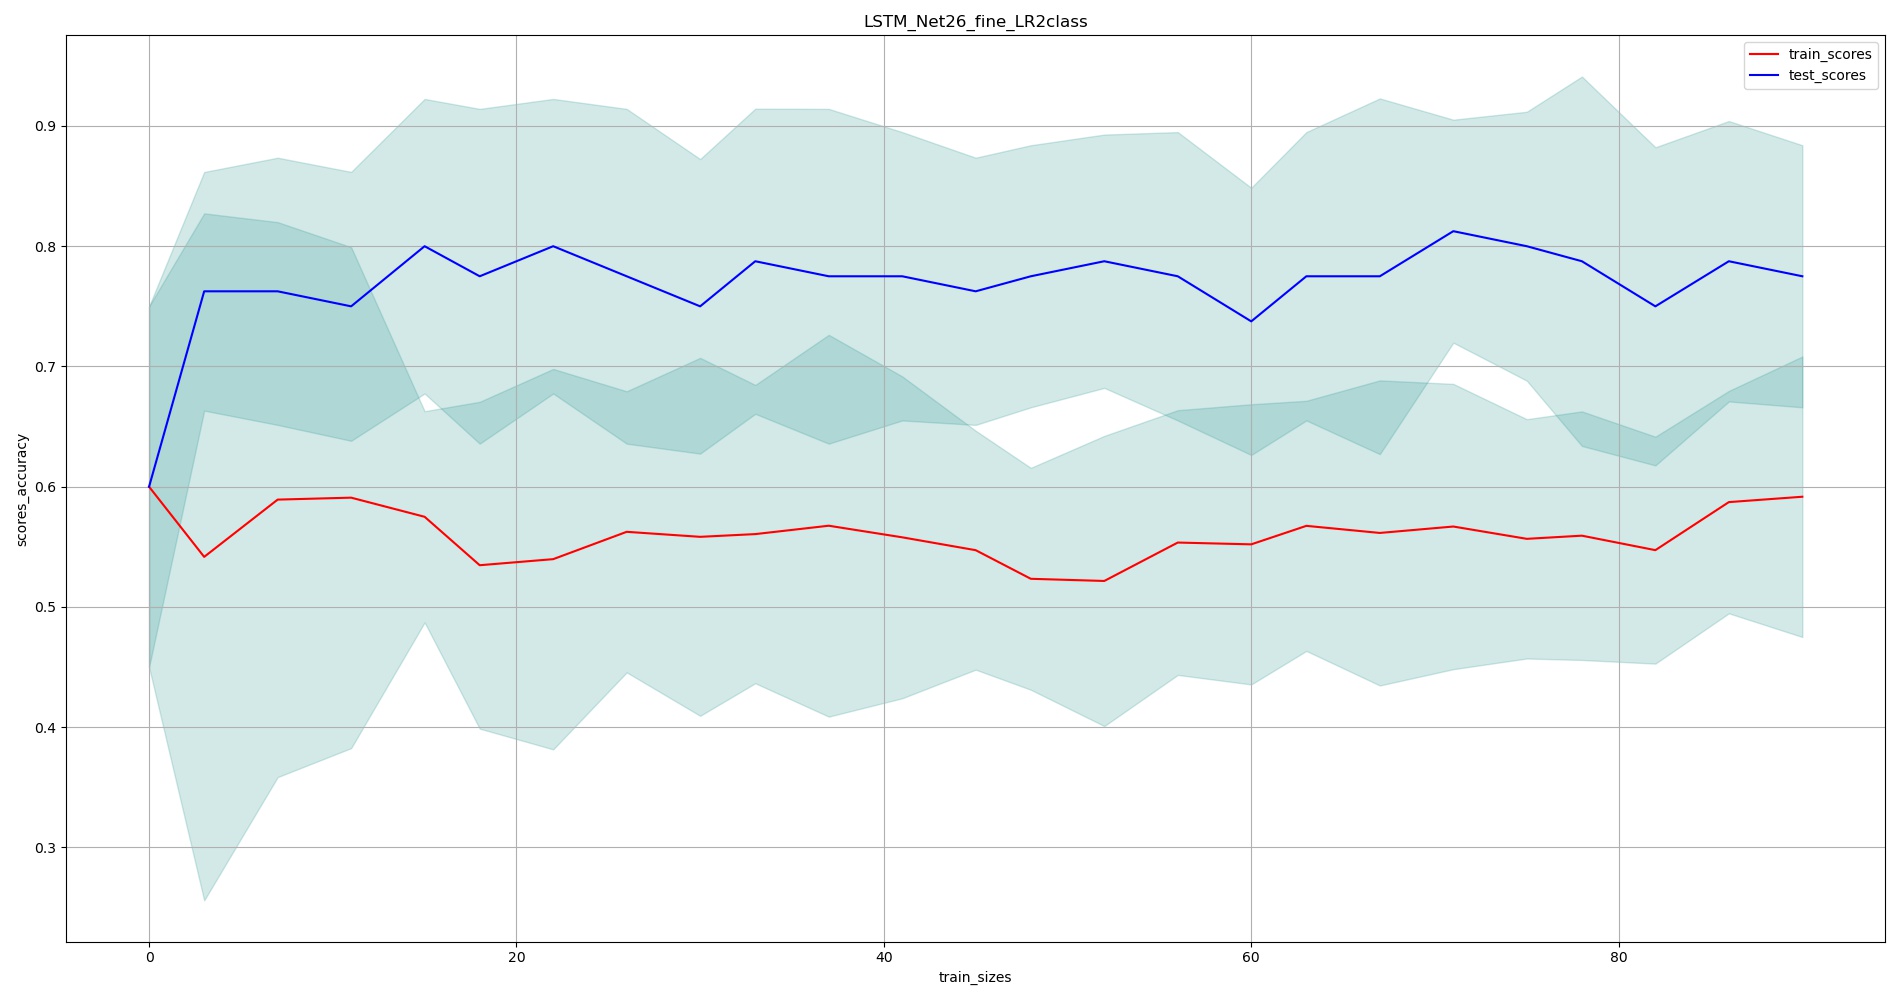 LSTM_Net26_fine_LR2class
train_scores
test_scores
0.9
0.8
0.7
0.6
0.5
0.4
0.3
scores_accuracy
0 20 40 60 80
train_sizes